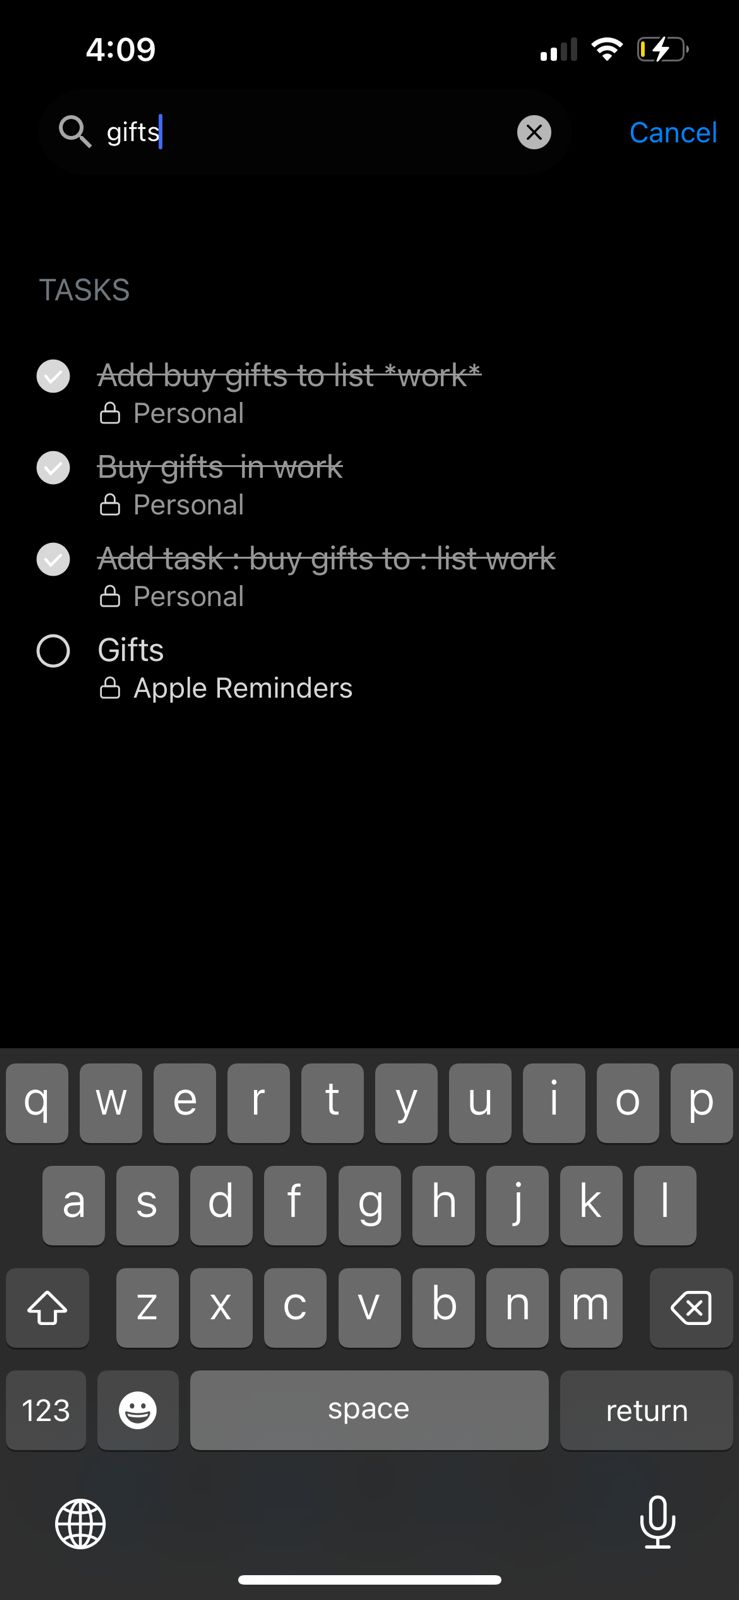 4:09
gifts
Cancel
TASKS
Add buy gifts to list *work*
Personal
Buy gifts  in work
Personal
Add task : buy gifts to : list work
Personal
Gifts
Apple Reminders
q w e r t y u i o p
a s d f g h j k l
z x c v b n m
123 space return